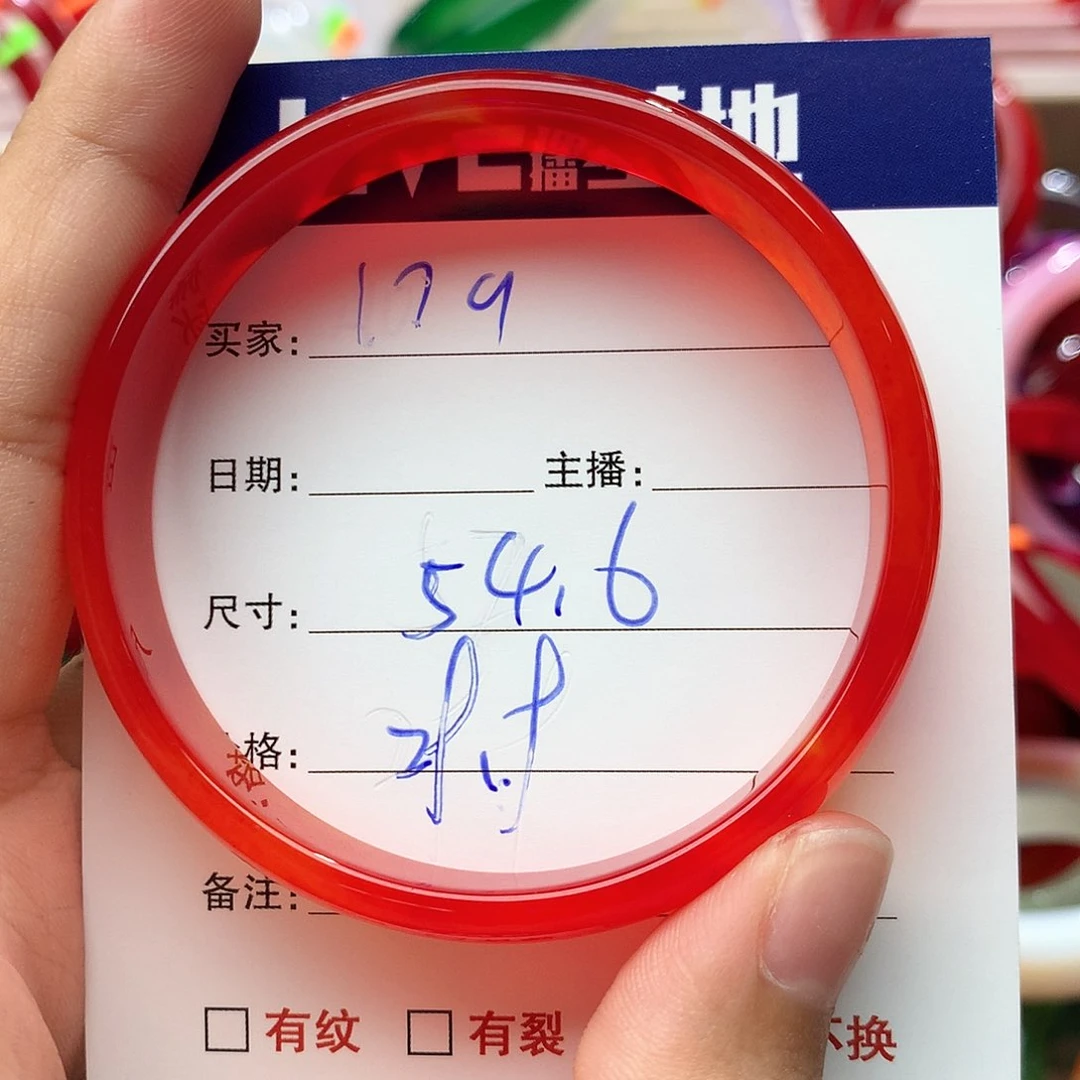 播
地
179
买家:
日期: 主播:
54.6
尺寸:
格:
备注:
有纹 有裂 换